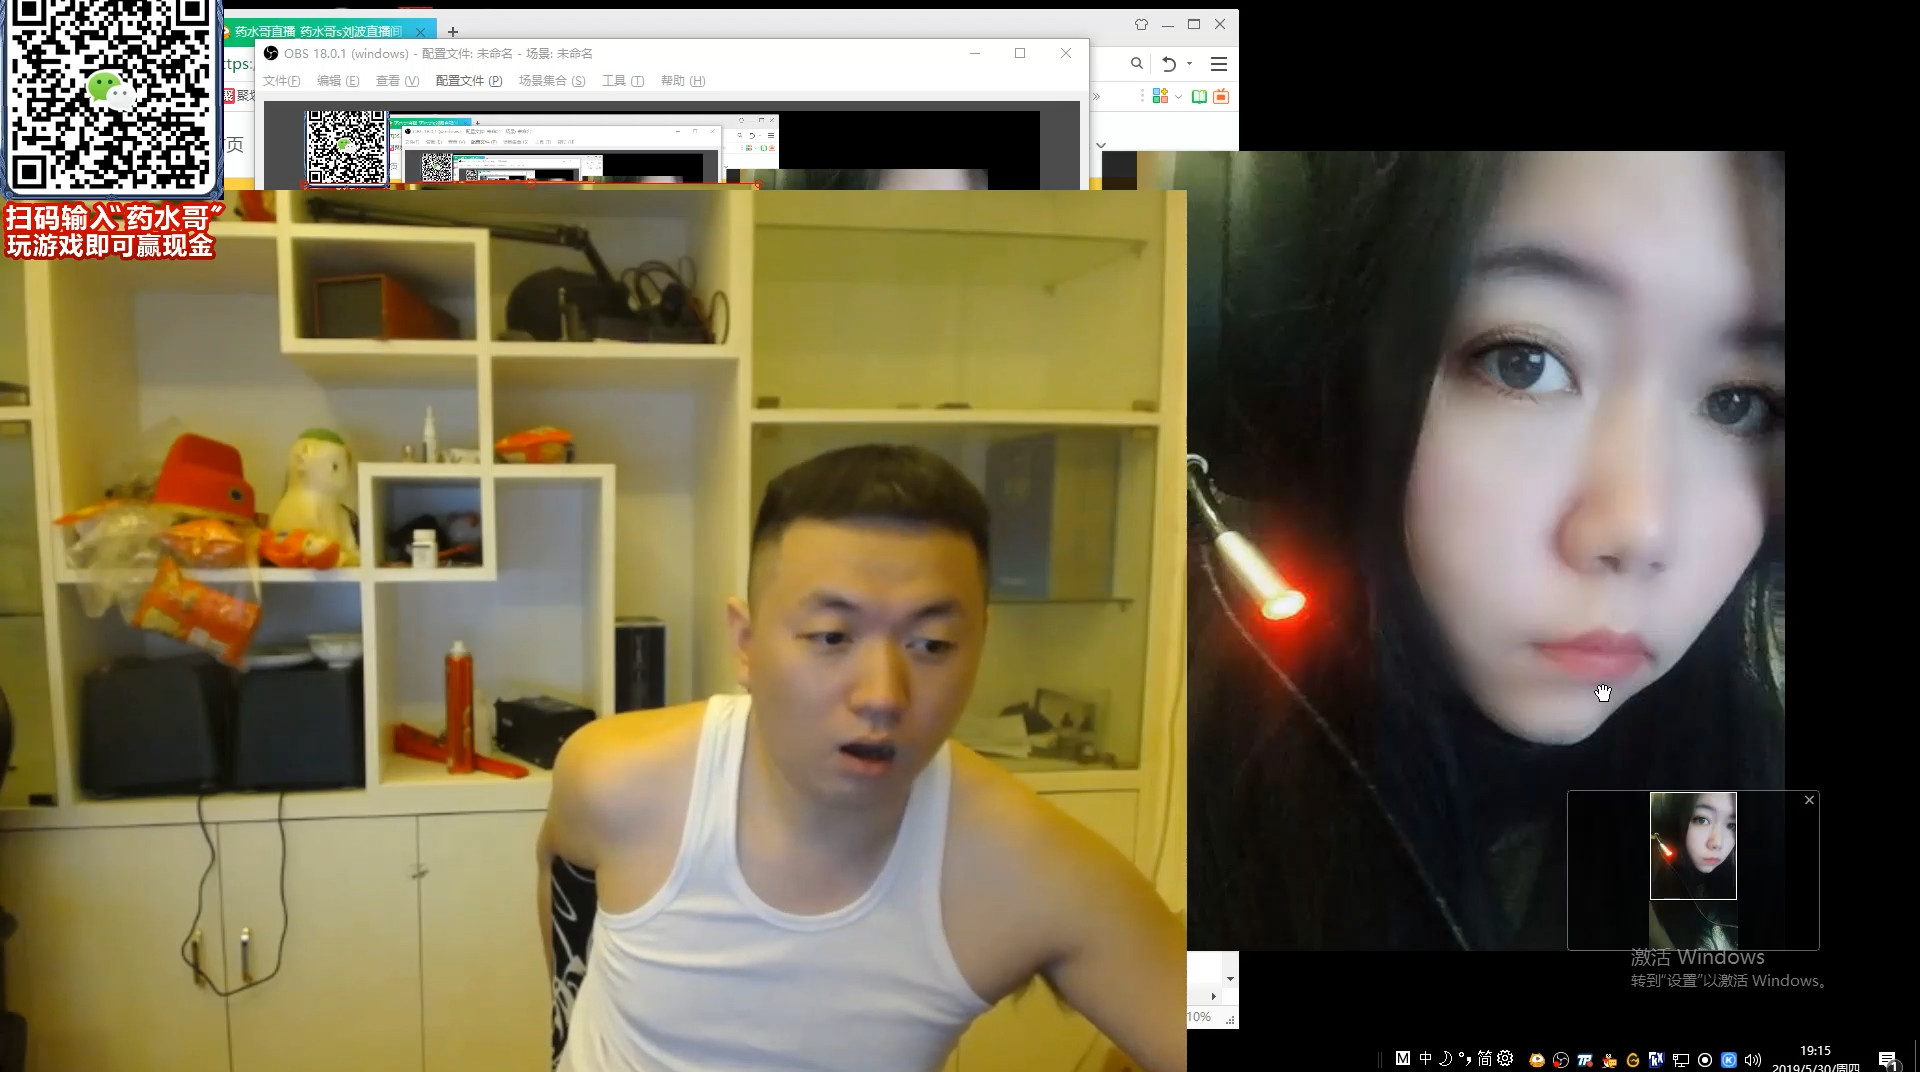 药水哥直播_药水哥s刘波直播间
OBS 18.0.1 (windows) - 配置文件: 未命名 - 场景: 未命名
文件(F) 编辑 (E) 查看 (V) 配置文件 (P) 场景集合 (S) 工具 (T) 帮助 (H)
ttps:
页
扫码输入“药水哥”
玩游戏即可赢现金
激活 Windows
转到“设置”以激活 Windows。
10%
M 中 简
19:15
2019/5/30/周四
1